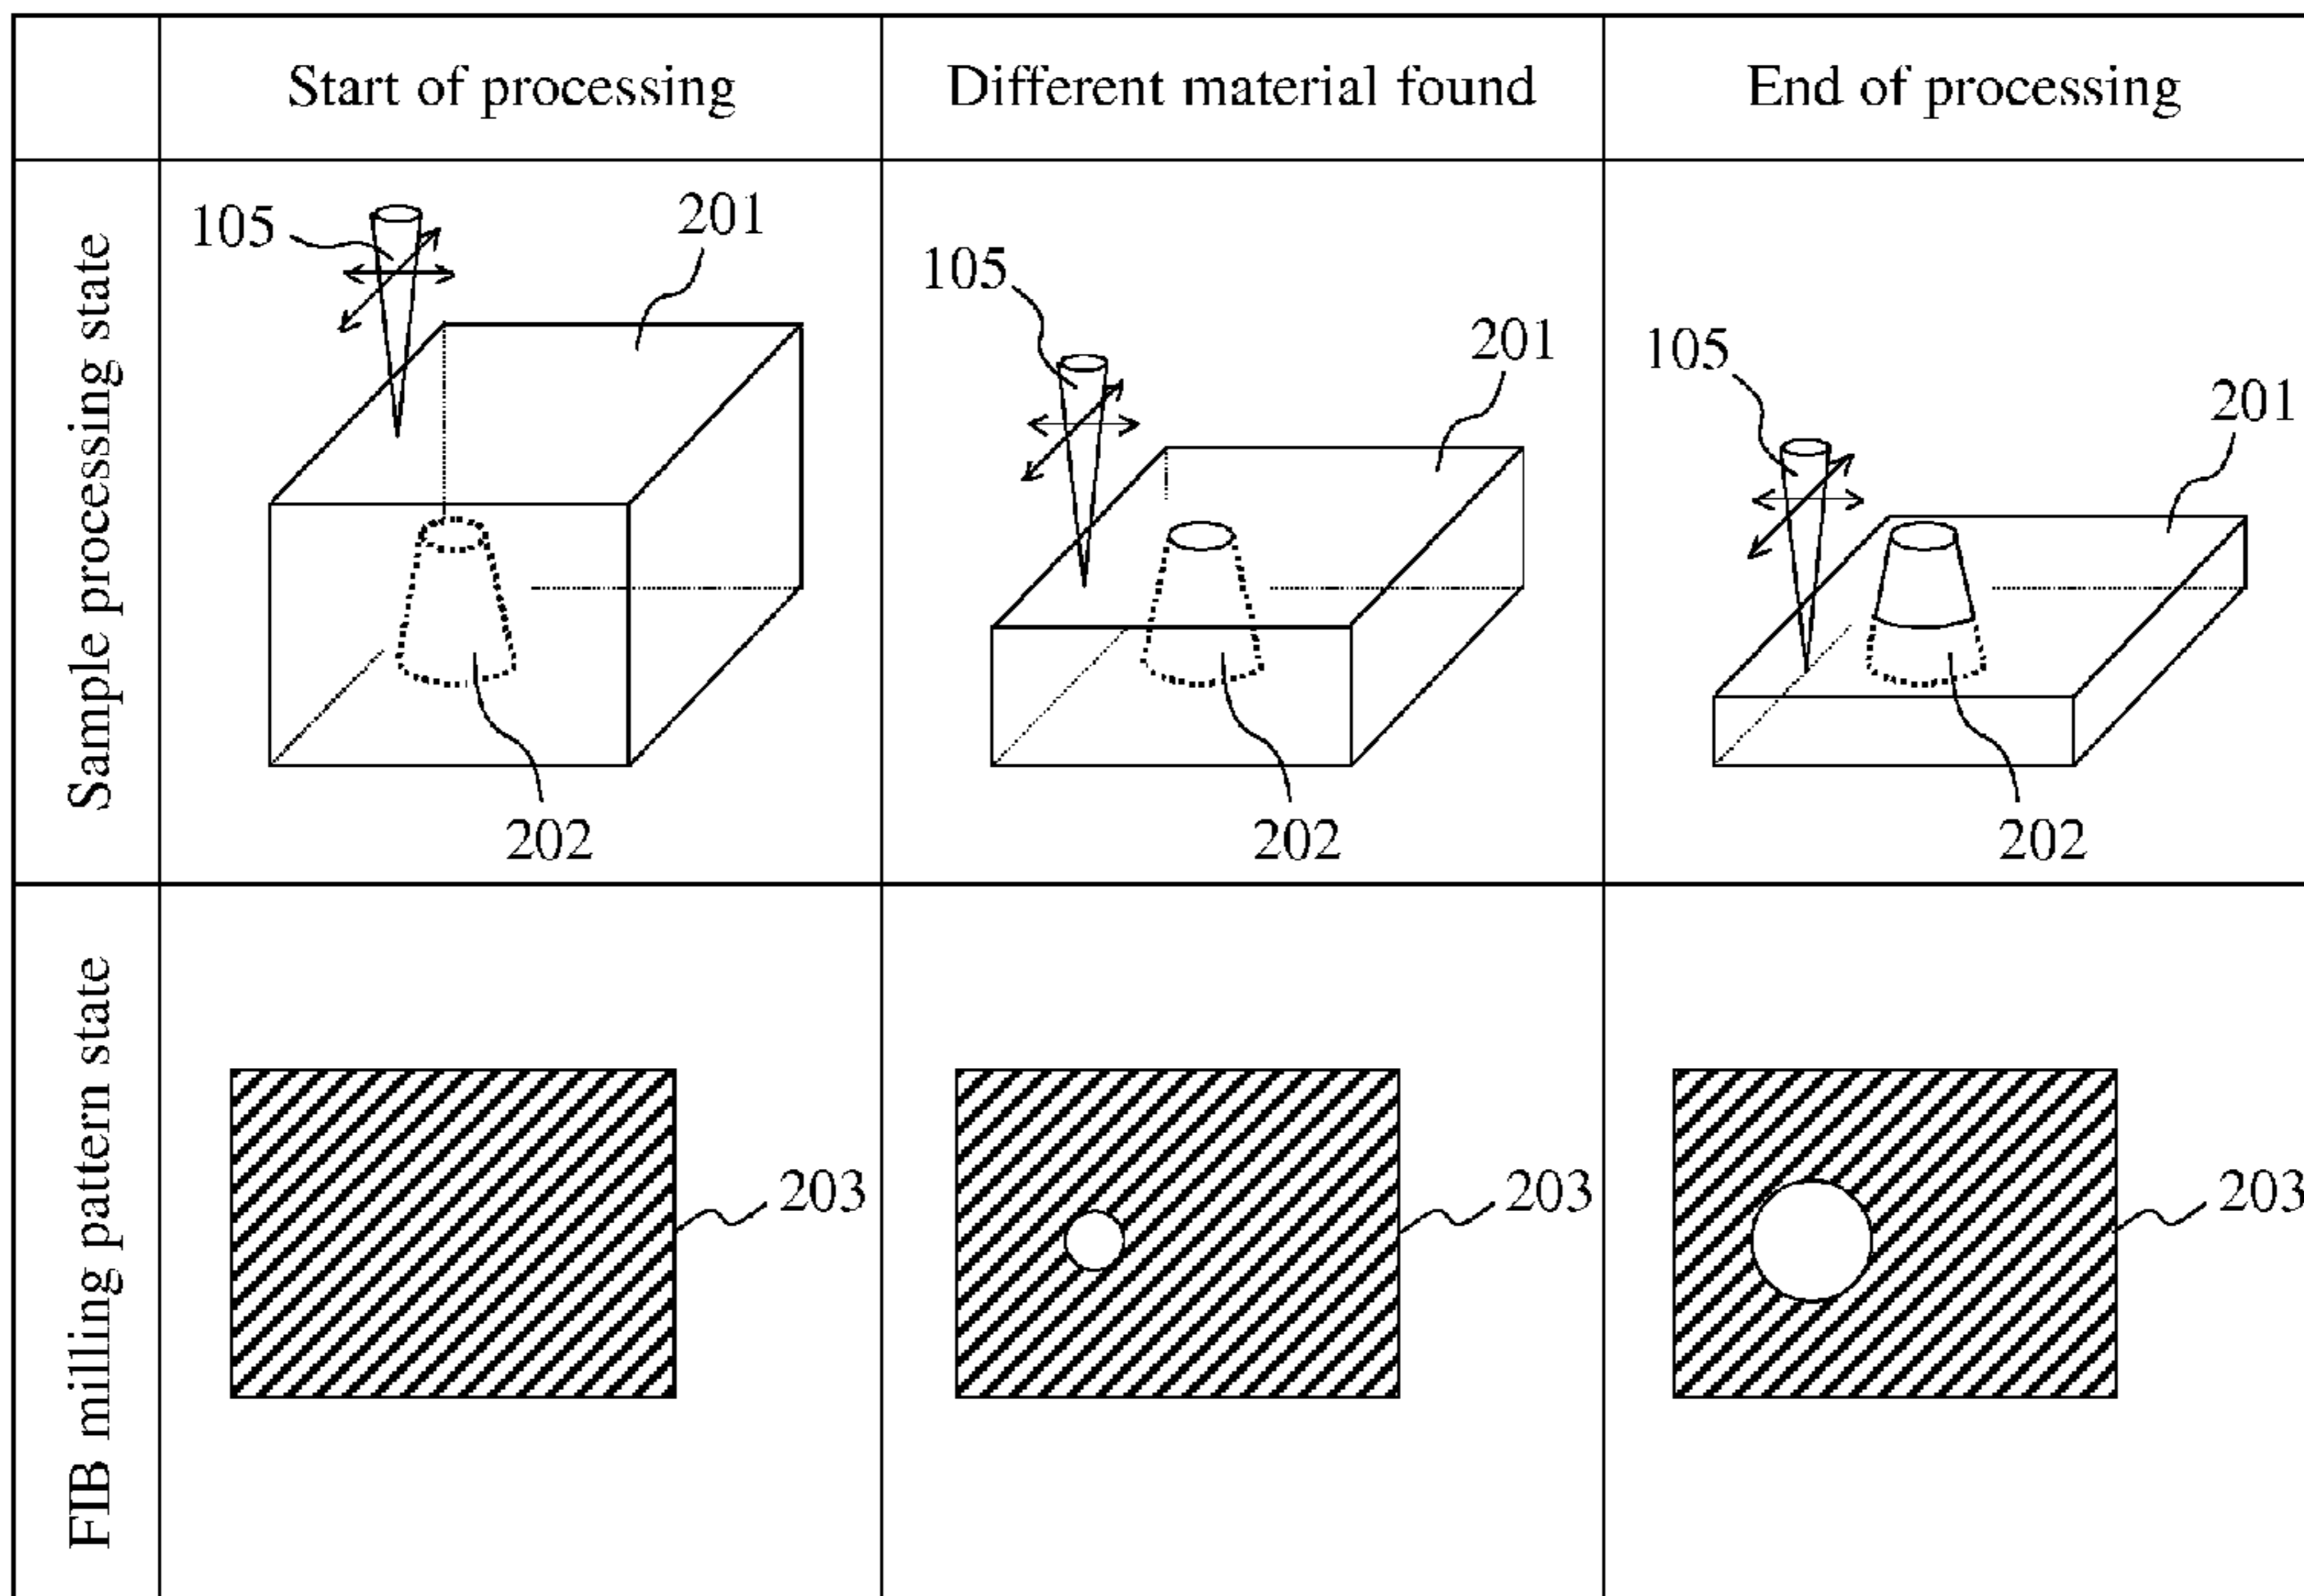 Start of processing
Different material found
End of processing
Sample processing state
105
201
202
105
201
202
105
201
202
FIB milling pattern state
203
203
203